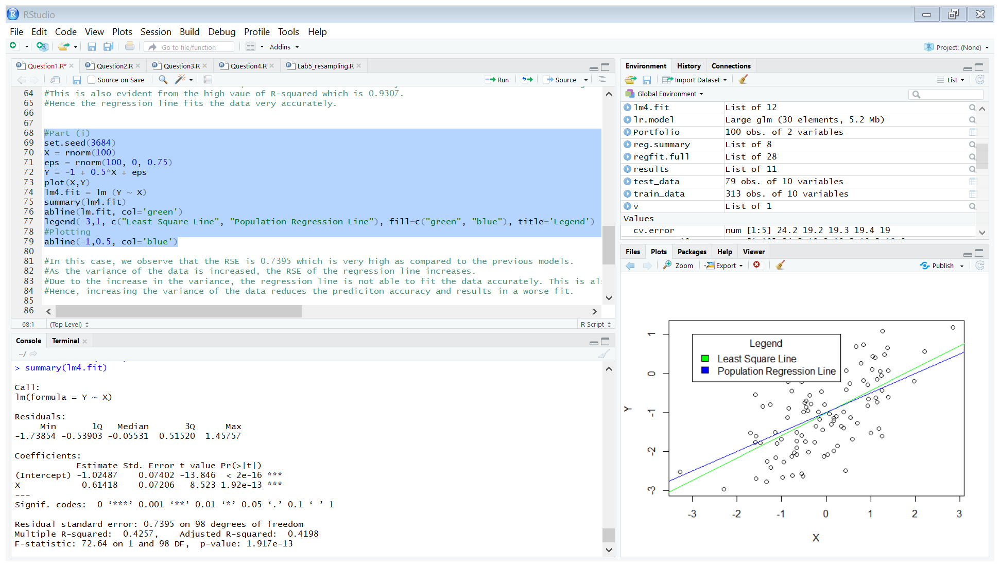 RStudio
File Edit Code View Plots Session Build Debug Profile Tools Help
Go to file/function Addins Project: (None)
Question1.R* Question2.R Question3.R Question4.R Lab5_resampling.R
Source on Save Run Source
64 #This is also evident from the high vaue of R-squared which is 0.9307.
65 #Hence the regression line fits the data very accurately.
66
67
68 #Part (i)
69 set.seed(3684)
70 X = rnorm(100)
71 eps = rnorm(100, 0, 0.75)
72 Y = -1 + 0.5*X + eps
73 plot(X,Y)
74 lm4.fit = lm (Y ~ X)
75 summary(lm4.fit)
76 abline(lm.fit, col='green')
77 legend(-3,1, c("Least Square Line", "Population Regression Line"), fill=c("green", "blue"), title='Legend')
78 #Plotting
79 abline(-1,0.5, col='blue')
80
81 #In this case, we observe that the RSE is 0.7395 which is very high as compared to the previous models.
82 #As the variance of the data is increased, the RSE of the regression line increases.
83 #Due to the increase in the variance, the regression line is not able to fit the data accurately. This is al
84 #Hence, increasing the variance of the data reduces the prediciton accuracy and results in a worse fit.
85
86
68:1 (Top Level) R Script
Console Terminal
~/
> summary(lm4.fit)
Call:
lm(formula = Y ~ X)
Residuals:
Min 1Q Median 3Q Max
-1.73854 -0.53903 -0.05531 0.51520 1.45757
Coefficients:
Estimate Std. Error t value Pr(>|t|)
(Intercept) -1.02487 0.07402 -13.846 < 2e-16 ***
X 0.61418 0.07206 8.523 1.92e-13 ***
---
Signif. codes: 0 ‘***’ 0.001 ‘**’ 0.01 ‘*’ 0.05 ‘.’ 0.1 ‘ ’ 1
Residual standard error: 0.7395 on 98 degrees of freedom
Multiple R-squared: 0.4257, Adjusted R-squared: 0.4198
F-statistic: 72.64 on 1 and 98 DF, p-value: 1.917e-13
Environment History Connections
Import Dataset List
Global Environment
lm4.fit List of 12
lr.model Large glm (30 elements, 5.2 Mb)
Portfolio 100 obs. of 2 variables
reg.summary List of 8
regfit.full List of 28
results List of 11
test_data 79 obs. of 10 variables
train_data 313 obs. of 10 variables
v List of 1
Values
cv.error num [1:5] 24.2 19.2 19.3 19.4 19
Files Plots Packages Help Viewer
Zoom Export Publish
Legend
Least Square Line
Population Regression Line
1
0
-1
-2
-3
Y
-3 -2 -1 0 1 2 3
X